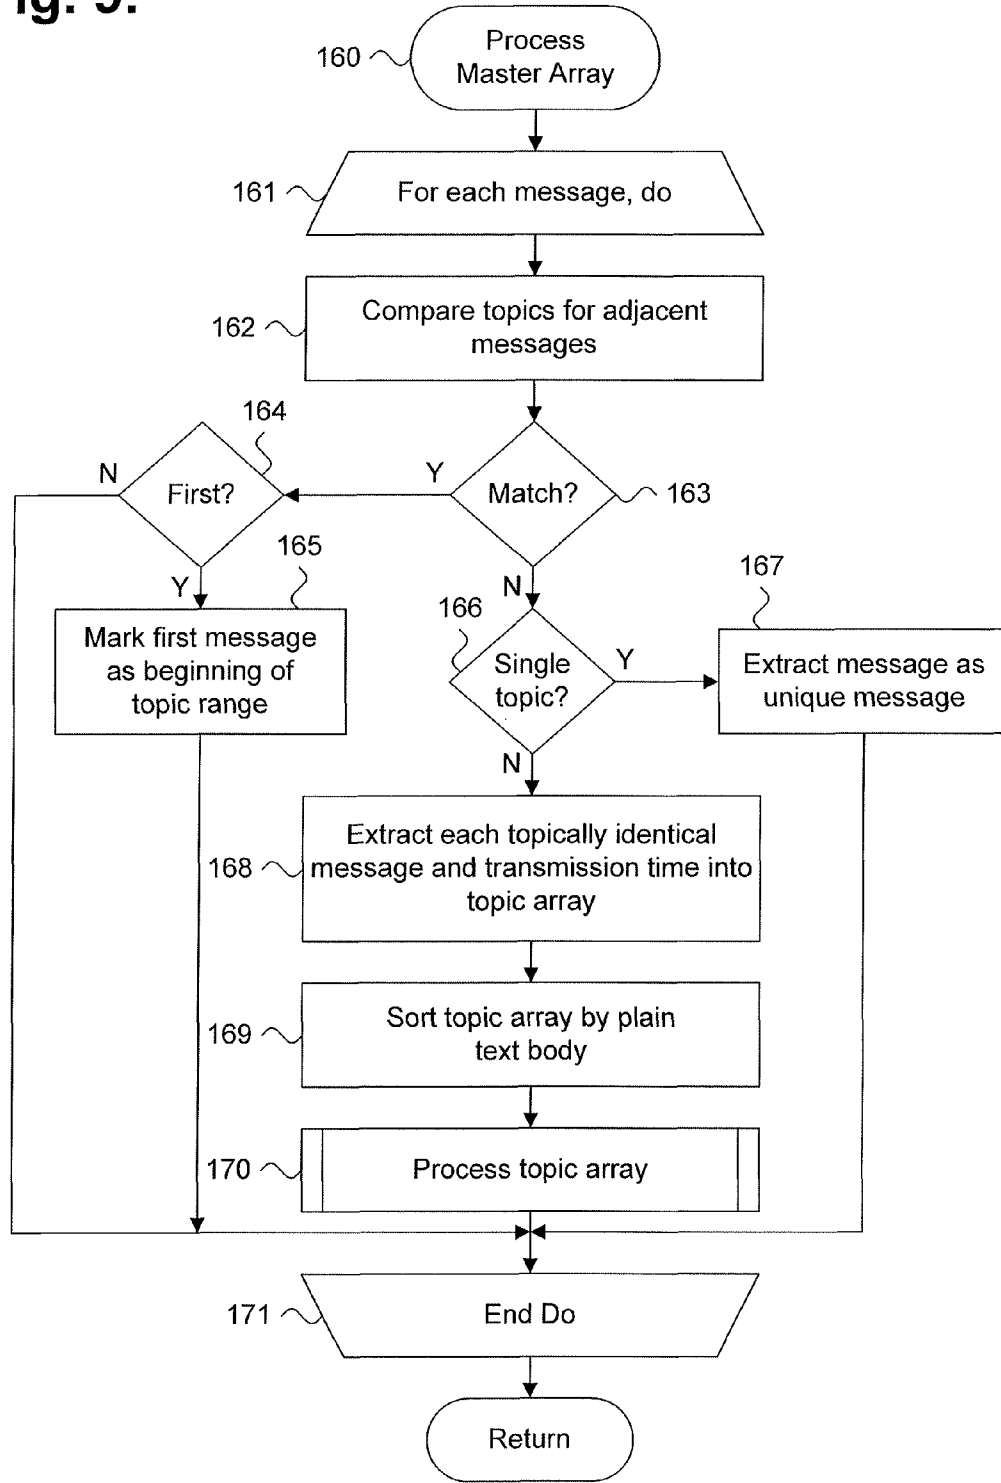 160
Process
Master Array
161
For each message, do
162
Compare topics for adjacent
messages
164
N
First?
Y
Match?
163
165
Y
N
167
166
Mark first message
as beginning of
topic range
Single
topic?
Y
Extract message as
unique message
N
168
Extract each topically identical
message and transmission time into
topic array
169
Sort topic array by plain
text body
170
Process topic array
171
End Do
Return